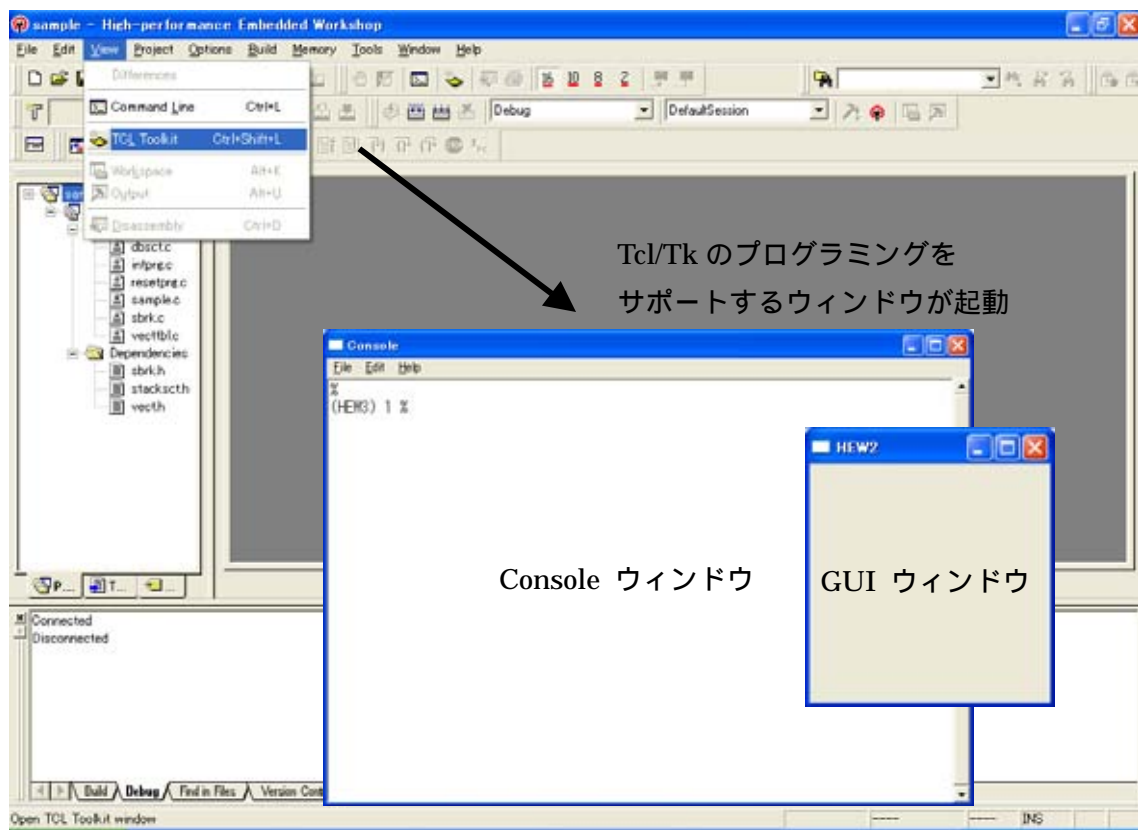 sample - High-performance Embedded Workshop
File Edit View Project Options Build Memory Tools Window Help
Differences
Command Line Ctrl+L
TCL Toolkit Ctrl+Shift+L
Workspace Alt+K
Output Alt+U
Disassembly Ctrl+D
16 10 8 2
Debug
DefaultSession
dbsct.c
intprg.c
resetprg.c
sample.c
sbrk.c
vecttbl.c
Dependencies
sbrk.h
stacksct.h
vect.h
P... T...
Tcl/Tk のプログラミングを
サポートするウィンドウが起動
Console
File Edit Help
%
(HEW3) 1 %
HEW2
Console ウィンドウ
GUI ウィンドウ
Connected
Disconnected
Build Debug Find in Files Version Cont
Open TCL Toolkit window
INS